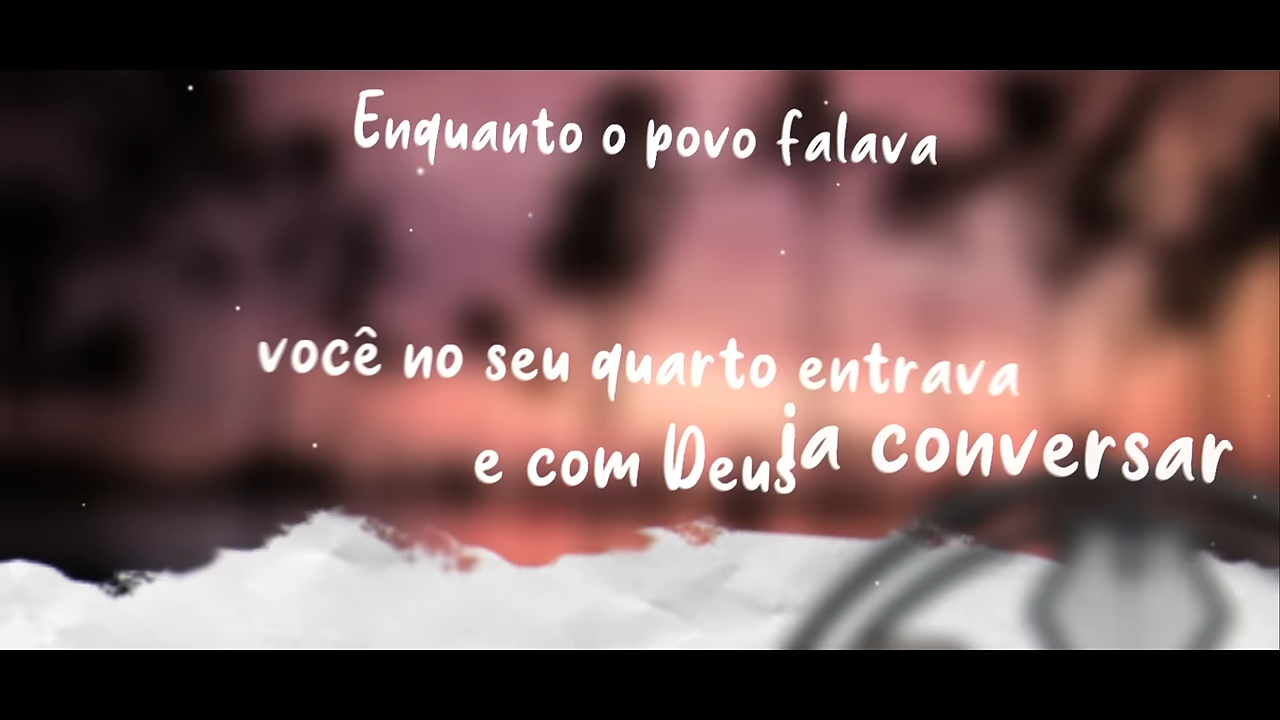 Enquanto o povo falava
você no seu quarto entrava
e com Deus ia conversar